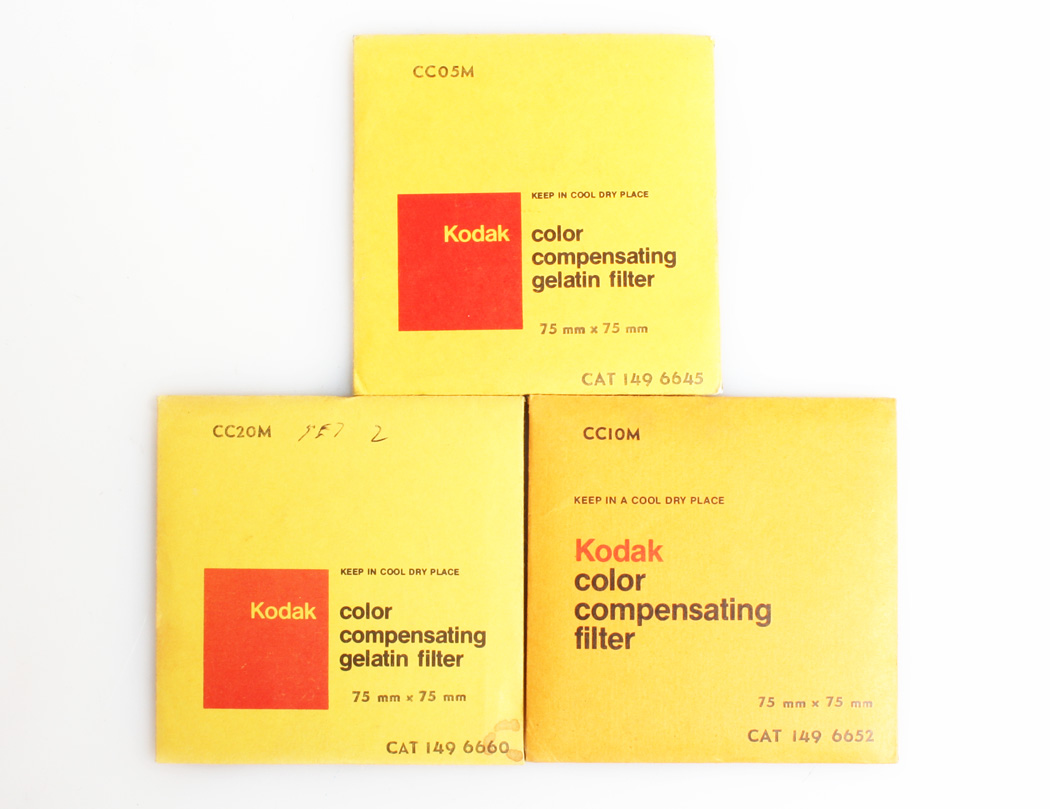 CC05M
KEEP IN COOL DRY PLACE
Kodak color
compensating
gelatin filter
75 mm x 75 mm
CAT 149 6645
CC20M SET 2
KEEP IN COOL DRY PLACE
Kodak color
compensating
gelatin filter
75 mm x 75 mm
CAT 149 6660
CC10M
KEEP IN A COOL DRY PLACE
Kodak
color
compensating
filter
75 mm x 75 mm
CAT 149 6652